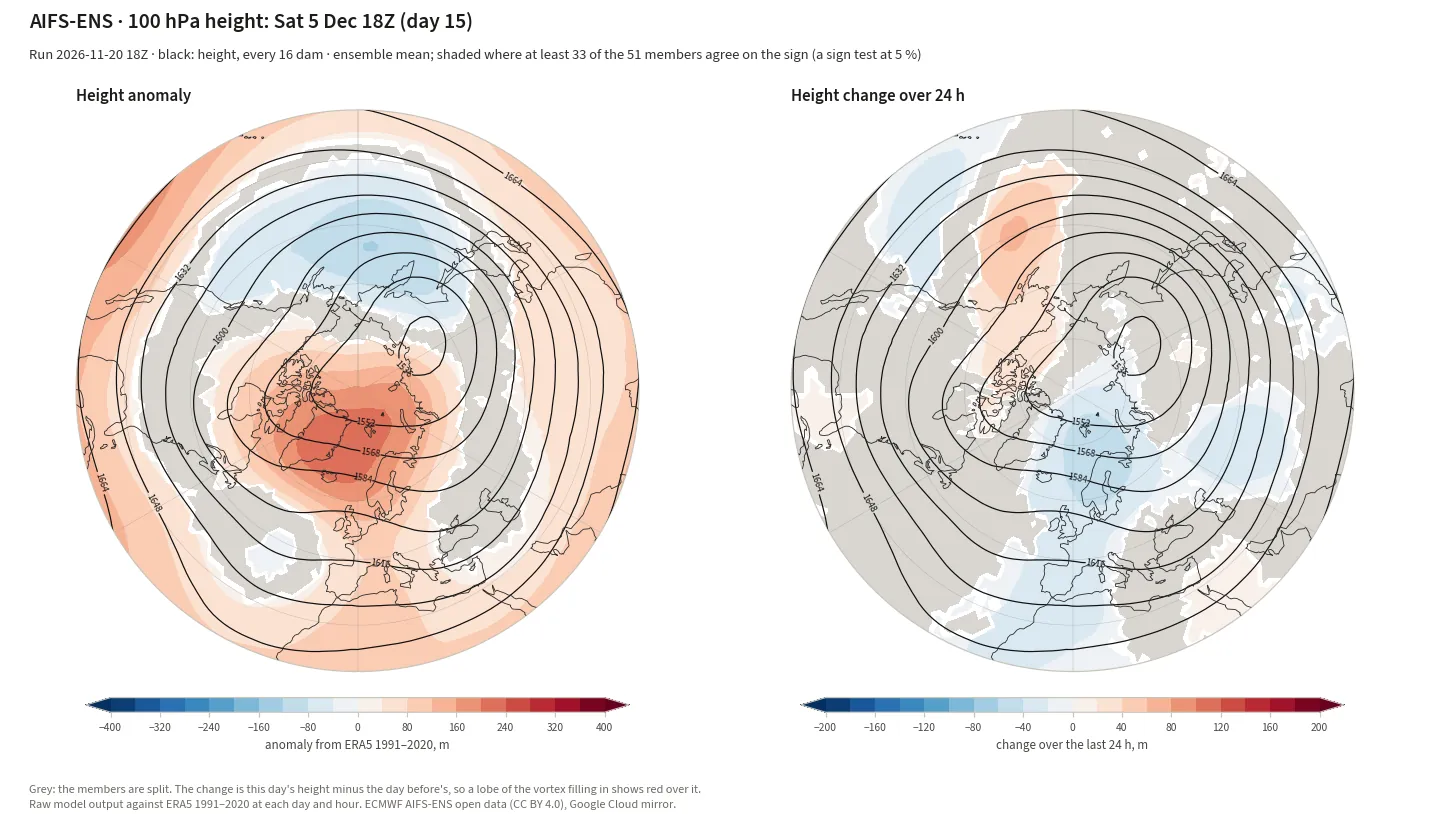 AIFS-ENS · 100 hPa height: Sat 5 Dec 18Z (day 15)
Run 2026-11-20 18Z · black: height, every 16 dam · ensemble mean; shaded where at least 33 of the 51 members agree on the sign (a sign test at 5 %)
Height anomaly
Height change over 24 h
1664
1632
1600
1552
1568
1584
1616
1648
1664
1664
1632
1600
1552
1568
1584
1616
1648
1664
−400 −320 −240 −160 −80 0 80 160 240 320 400
anomaly from ERA5 1991–2020, m
−200 −160 −120 −80 −40 0 40 80 120 160 200
change over the last 24 h, m
Grey: the members are split. The change is this day's height minus the day before's, so a lobe of the vortex filling in shows red over it.
Raw model output against ERA5 1991–2020 at each day and hour. ECMWF AIFS-ENS open data (CC BY 4.0), Google Cloud mirror.